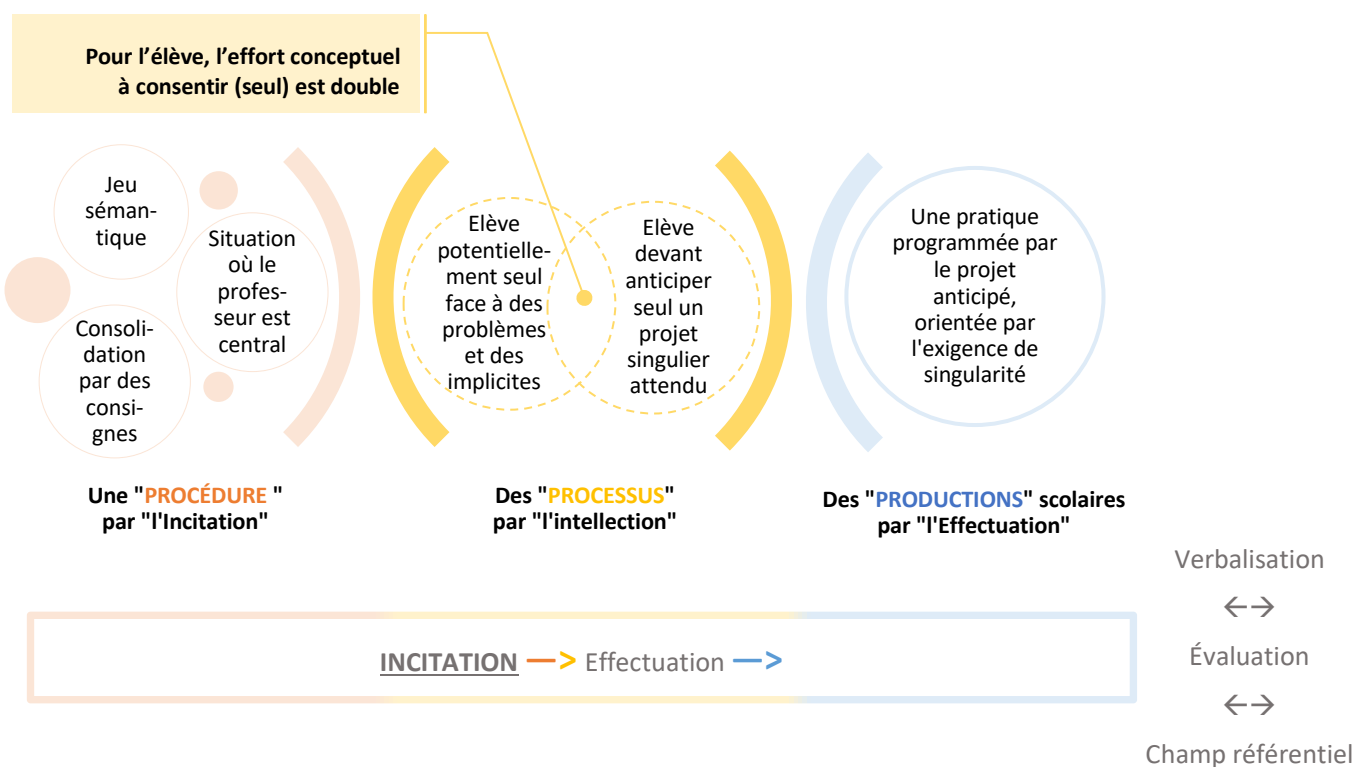 Pour l’élève, l’effort conceptuel
à consentir (seul) est double
Jeu
séman-
tique
Situation
où le
profes-
seur est
central
Consoli-
dation
par des
consi-
gnes
Elève
potentielle-
ment seul
face à des
problèmes
et des
implicites
Elève
devant
anticiper
seul un
projet
singulier
attendu
Une pratique
programmée par
le projet
anticipé,
orientée par
l'exigence de
singularité
Une "PROCÉDURE "
par "l'Incitation"
Des "PROCESSUS"
par "l'intellection"
Des "PRODUCTIONS" scolaires
par "l'Effectuation"
INCITATION —> Effectuation —>
Verbalisation
←→
Évaluation
←→
Champ référentiel